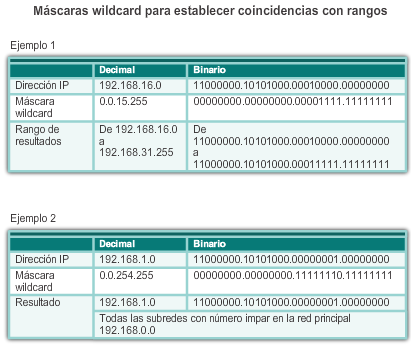 Máscaras wildcard para establecer coincidencias con rangos
Ejemplo 1
Decimal Binario
Dirección IP 192.168.16.0 11000000.10101000.00010000.00000000
Máscara wildcard 0.0.15.255 00000000.00000000.00001111.11111111
Rango de resultados De 192.168.16.0 a 192.168.31.255 De 11000000.10101000.00010000.00000000 a 11000000.10101000.00011111.11111111
Ejemplo 2
Decimal Binario
Dirección IP 192.168.1.0 11000000.10101000.00000001.00000000
Máscara wildcard 0.0.254.255 00000000.00000000.11111110.11111111
Resultado 192.168.1.0 11000000.10101000.00000001.00000000
Todas las subredes con número impar en la red principal
192.168.0.0